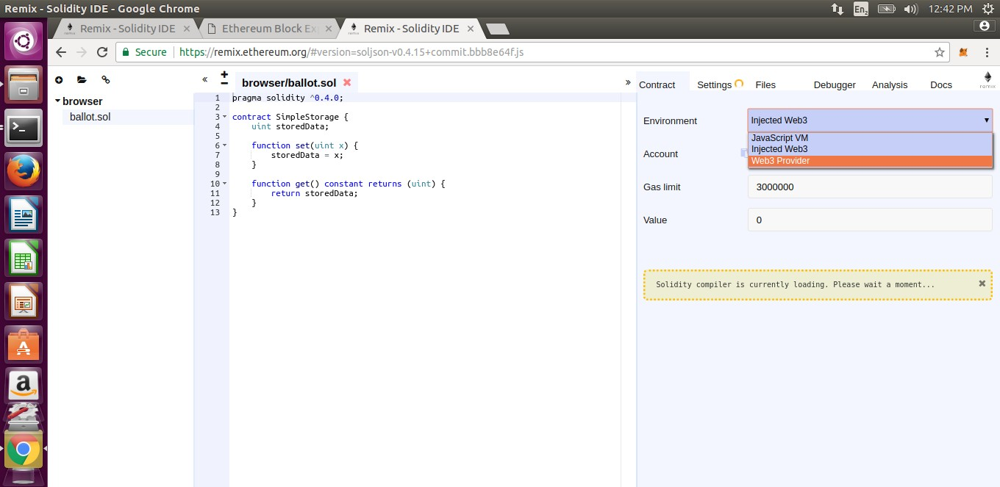 Remix - Solidity IDE - Google Chrome
En2
12:42 PM
Remix - Solidity IDE
Ethereum Block Ex
Remix - Solidity IDE
Secure
https://remix.ethereum.org/#version=soljson-v0.4.15+commit.bbb8e64f.js
browser
ballot.sol
browser/ballot.sol
1 pragma solidity ^0.4.0;
2
3 contract SimpleStorage {
4 uint storedData;
5
6 function set(uint x) {
7 storedData = x;
8 }
9
10 function get() constant returns (uint) {
11 return storedData;
12 }
13 }
Contract
Settings
Files
Debugger
Analysis
Docs
remix
Environment
Injected Web3
JavaScript VM
Injected Web3
Web3 Provider
Account
Gas limit
3000000
Value
0
Solidity compiler is currently loading. Please wait a moment...